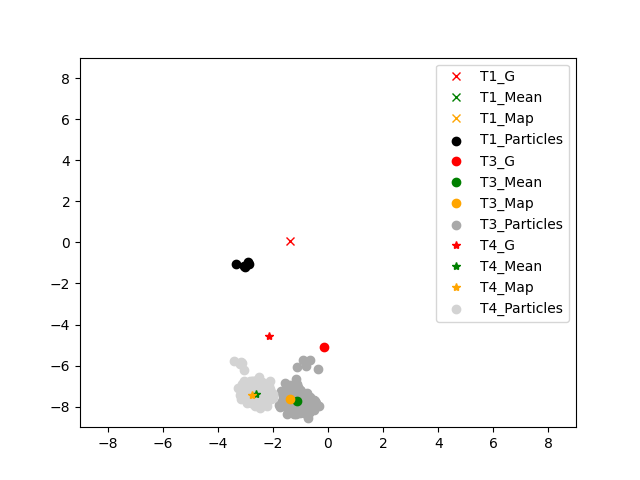 8
6
4
2
0
−2
−4
−6
−8
−8 −6 −4 −2 0 2 4 6 8
T1_G
T1_Mean
T1_Map
T1_Particles
T3_G
T3_Mean
T3_Map
T3_Particles
T4_G
T4_Mean
T4_Map
T4_Particles